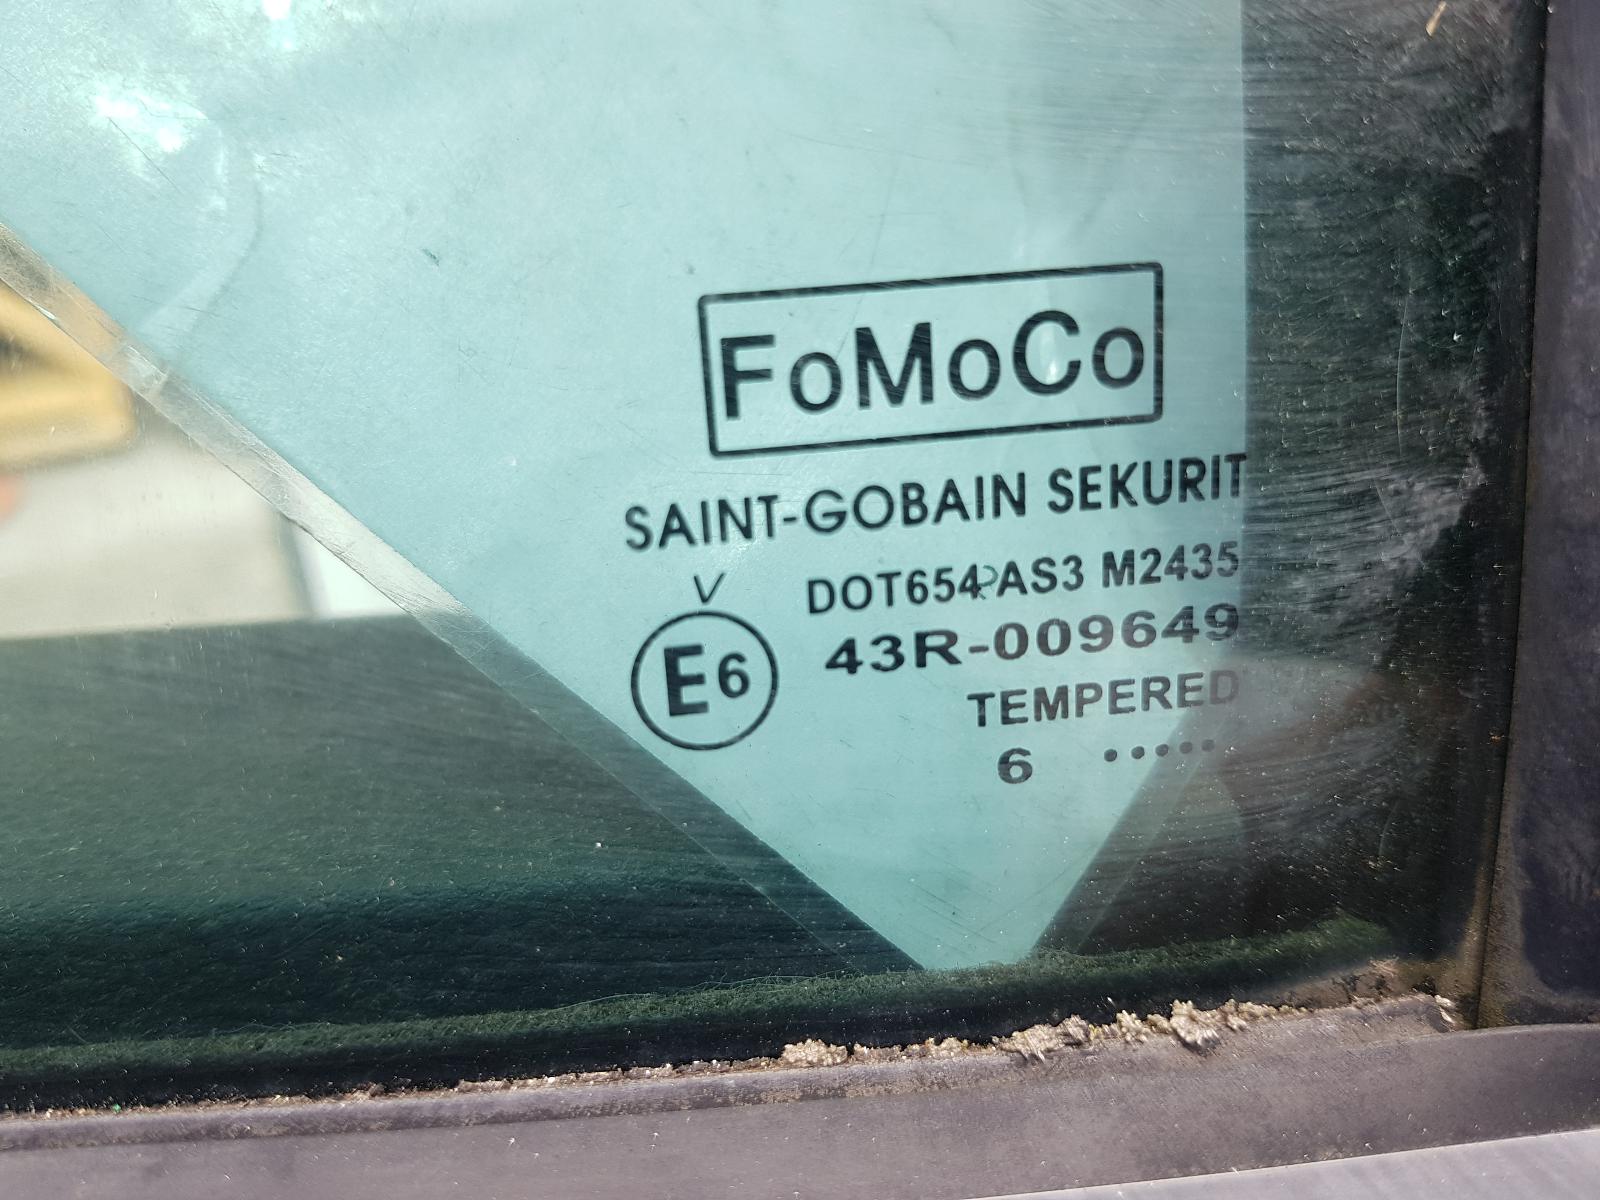 FoMoCo
SAINT-GOBAIN SEKURIT
V
DOT654 AS3 M2435
E6
43R-009649
TEMPERED
6 •••••